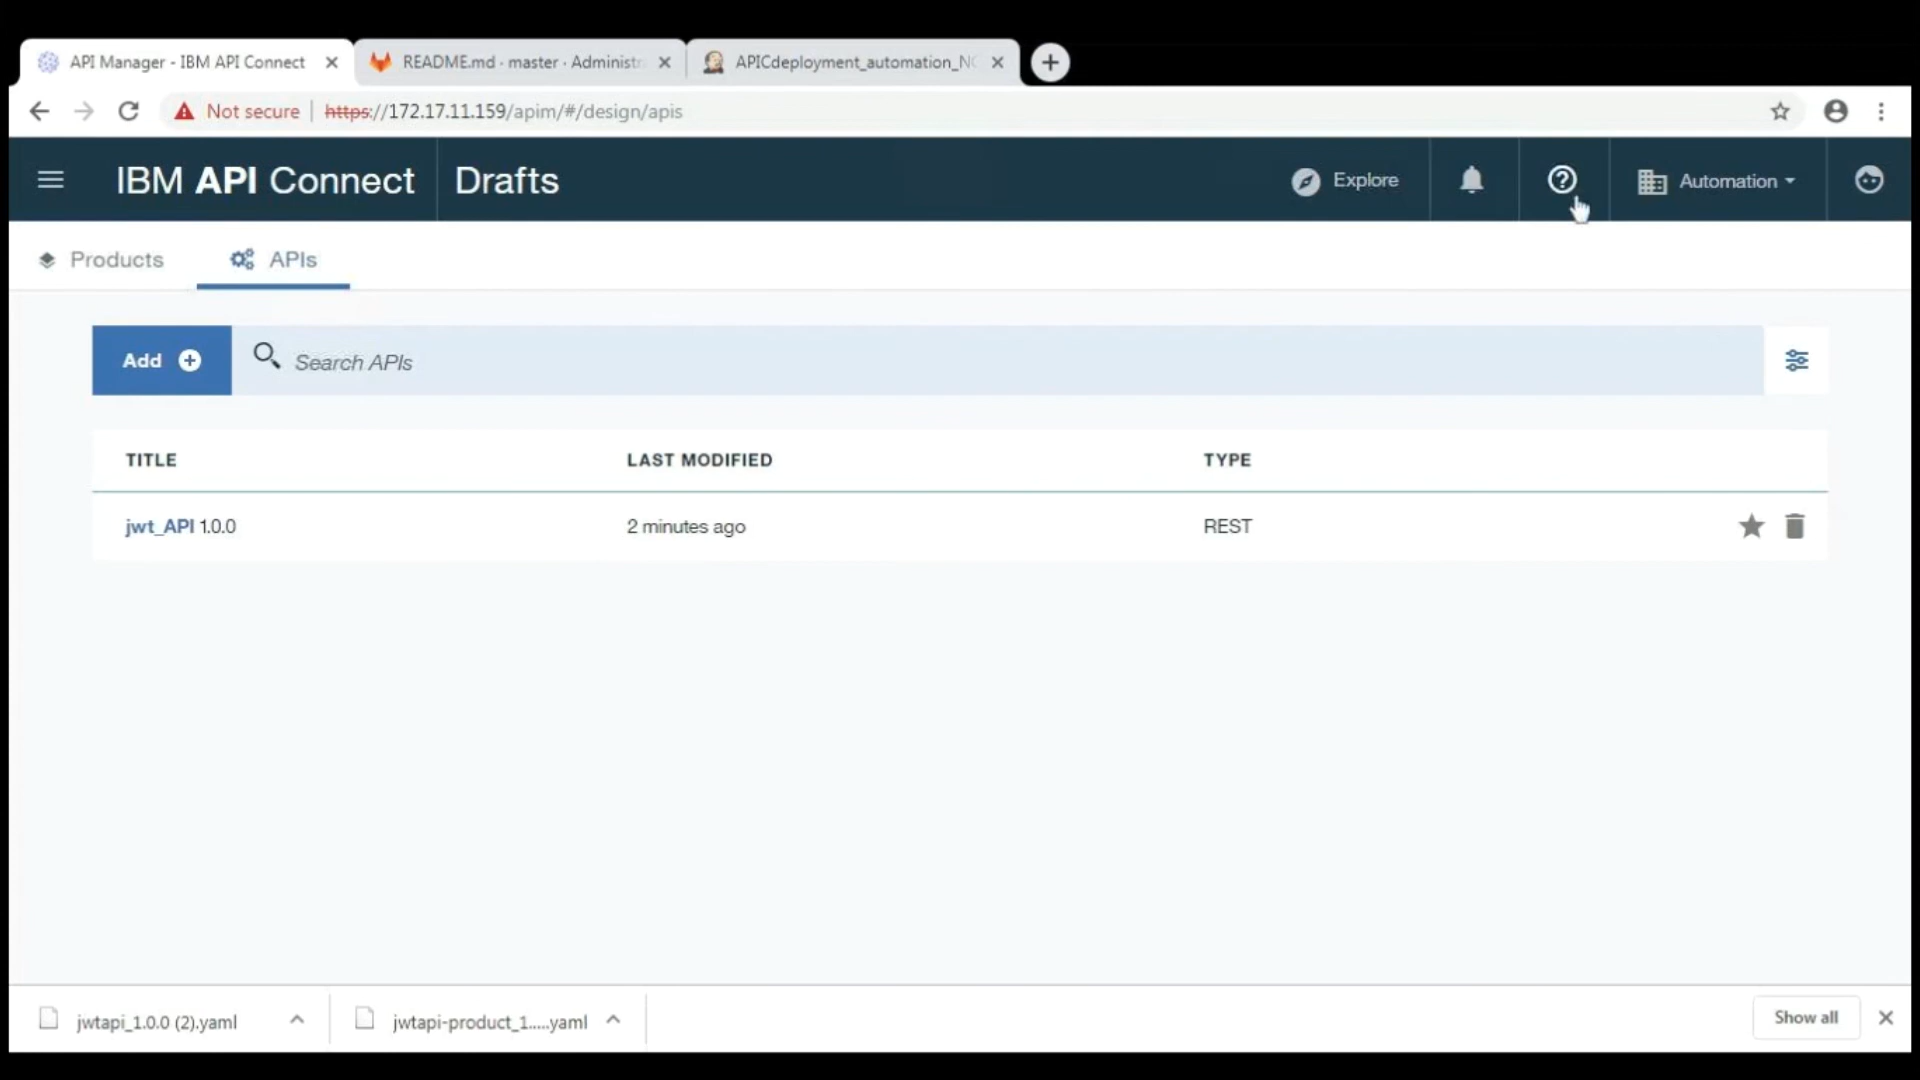 API Manager - IBM API Connect
README.md · master · Administr
APICdeployment_automation_NC
Not secure | https://172.17.11.159/apim/#/design/apis
IBM API Connect Drafts Explore Automation
Products APIs
Add Search APIs
TITLE LAST MODIFIED TYPE
jwt_API 1.0.0 2 minutes ago REST
jwtapi_1.0.0 (2).yaml jwtapi-product_1.....yaml Show all